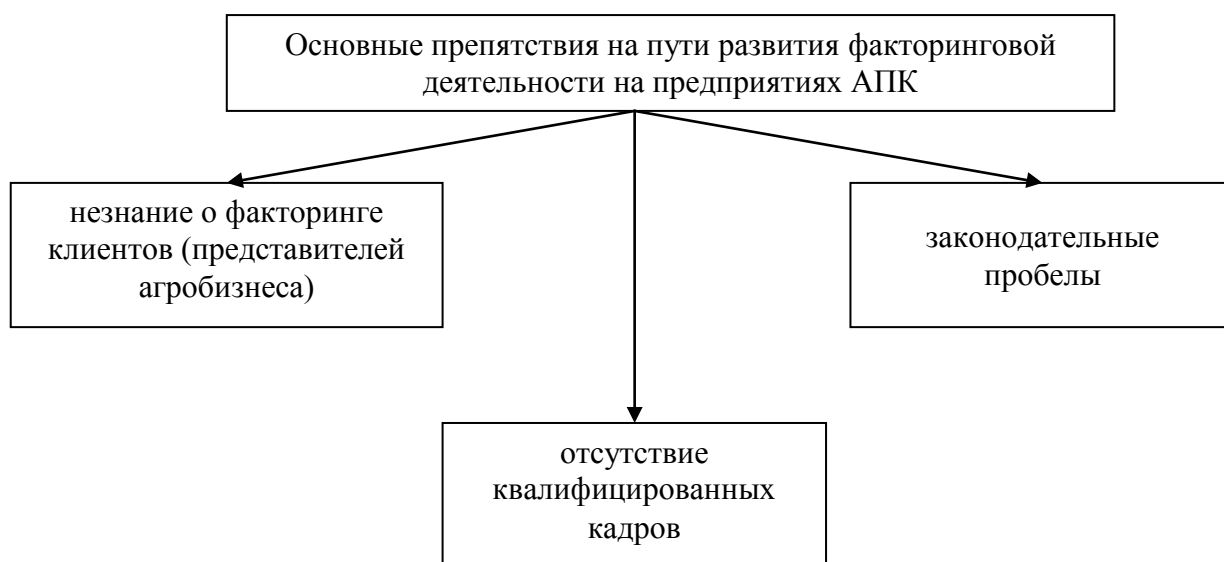 Основные препятствия на пути развития факторинговой
деятельности на предприятиях АПК
незнание о факторинге
клиентов (представителей
агробизнеса)
законодательные
пробелы
отсутствие
квалифицированных
кадров